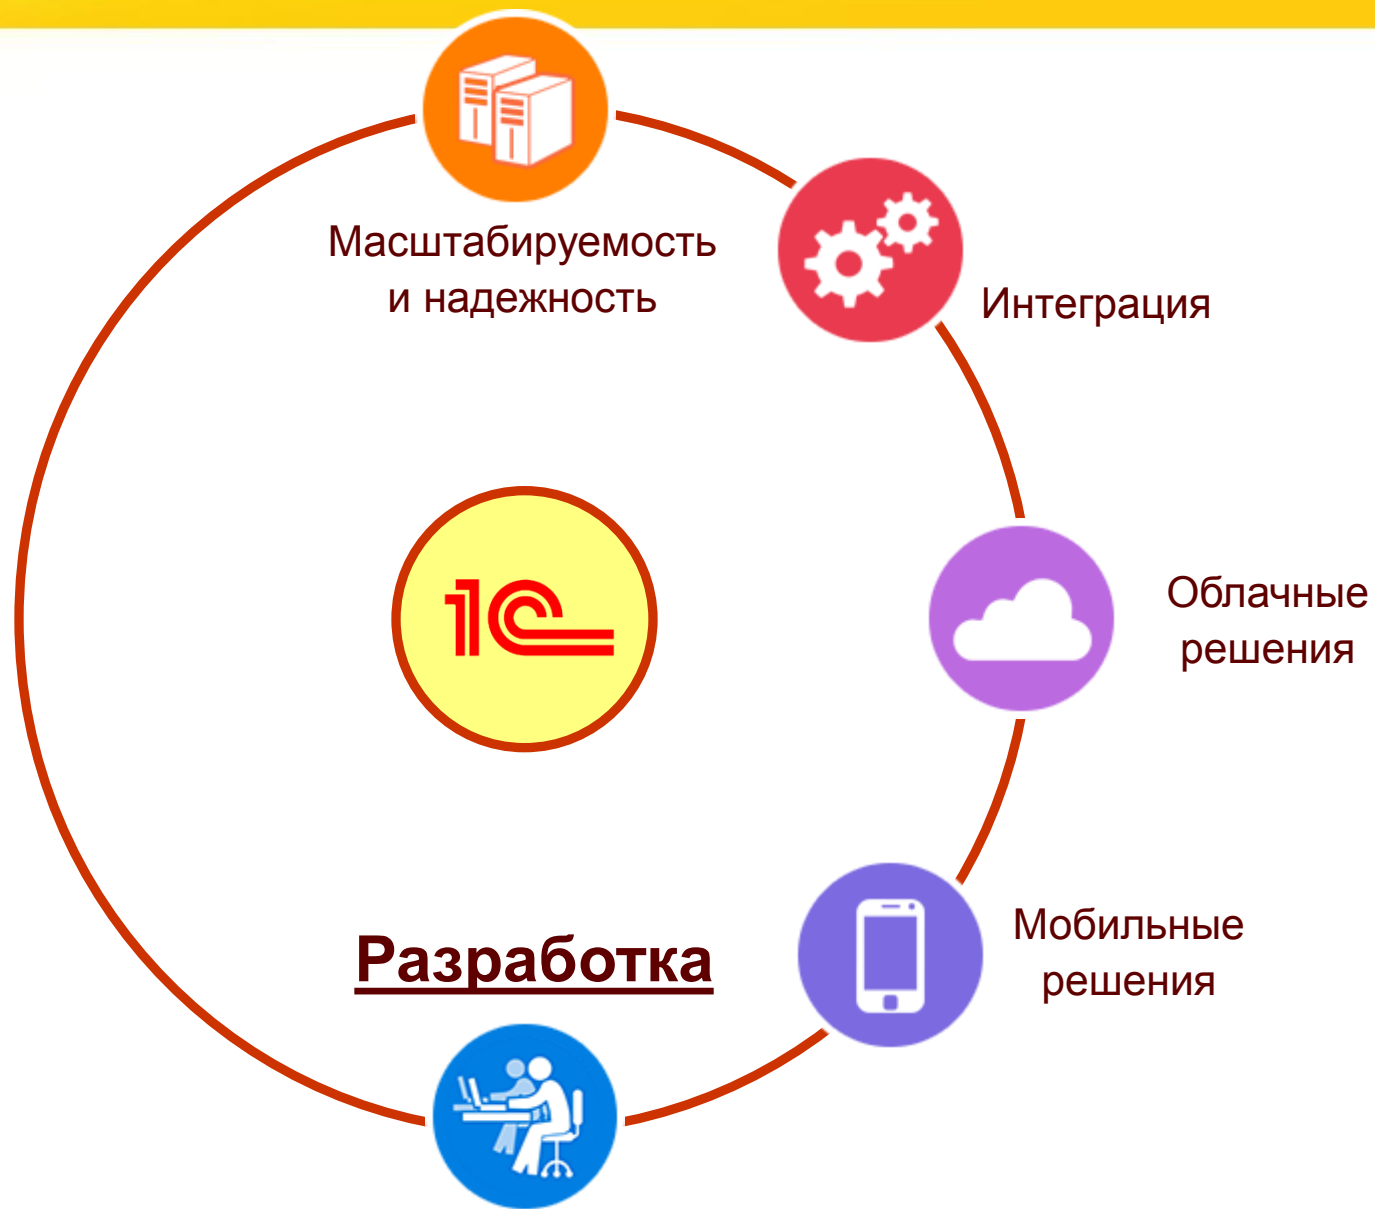 Масштабируемость
и надежность
Интеграция
1С
Облачные
решения
Мобильные
решения
Разработка